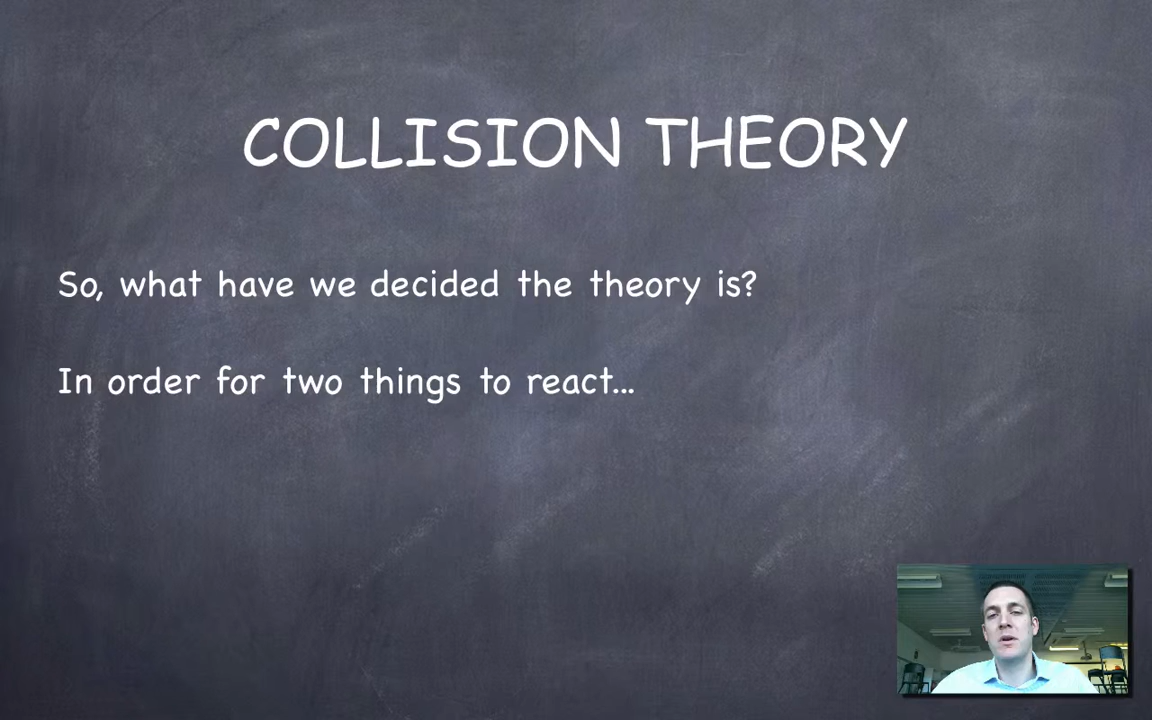 COLLISION THEORY
So, what have we decided the theory is?
In order for two things to react...